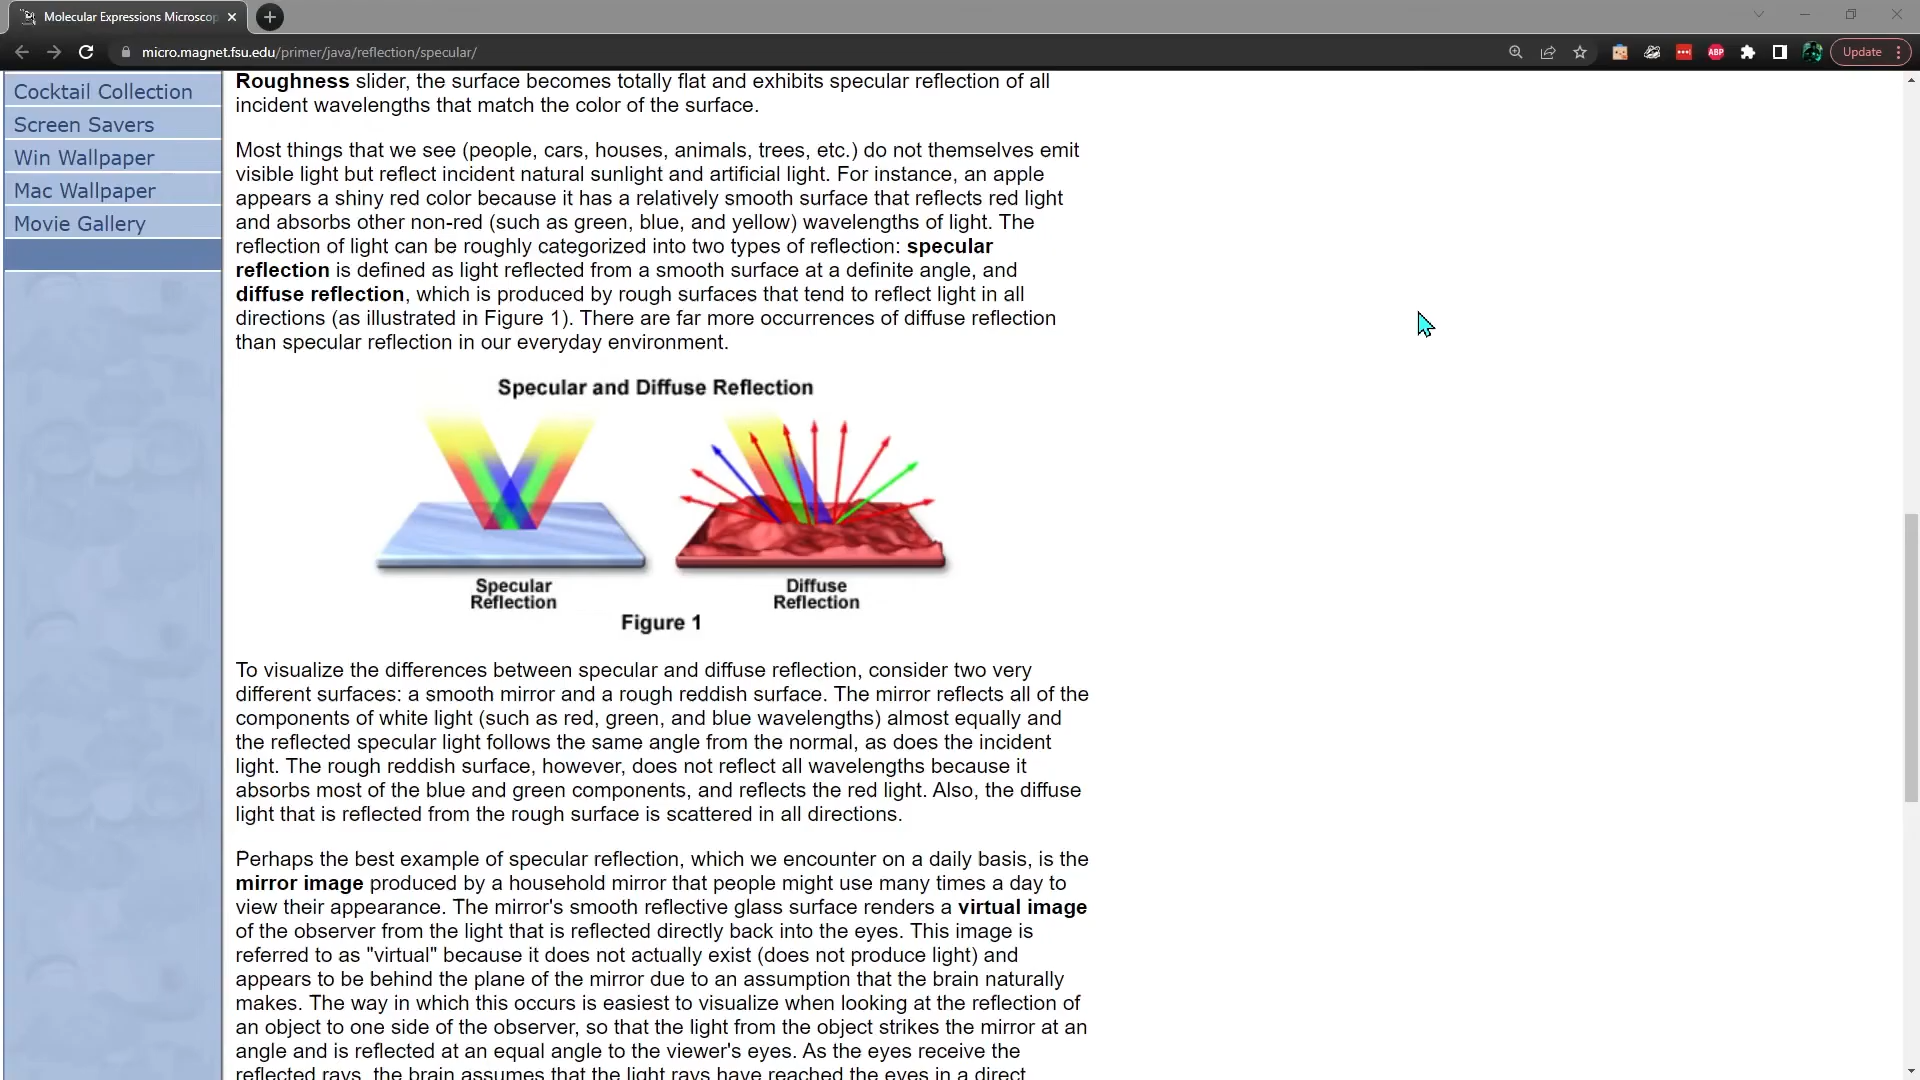 Molecular Expressions Microscop
micro.magnet.fsu.edu/primer/java/reflection/specular/
ABP
Update
Cocktail Collection
Screen Savers
Win Wallpaper
Mac Wallpaper
Movie Gallery
Roughness slider, the surface becomes totally flat and exhibits specular reflection of all
incident wavelengths that match the color of the surface.
Most things that we see (people, cars, houses, animals, trees, etc.) do not themselves emit
visible light but reflect incident natural sunlight and artificial light. For instance, an apple
appears a shiny red color because it has a relatively smooth surface that reflects red light
and absorbs other non-red (such as green, blue, and yellow) wavelengths of light. The
reflection of light can be roughly categorized into two types of reflection: specular
reflection is defined as light reflected from a smooth surface at a definite angle, and
diffuse reflection, which is produced by rough surfaces that tend to reflect light in all
directions (as illustrated in Figure 1). There are far more occurrences of diffuse reflection
than specular reflection in our everyday environment.
Specular and Diffuse Reflection
Specular
Reflection
Diffuse
Reflection
Figure 1
To visualize the differences between specular and diffuse reflection, consider two very
different surfaces: a smooth mirror and a rough reddish surface. The mirror reflects all of the
components of white light (such as red, green, and blue wavelengths) almost equally and
the reflected specular light follows the same angle from the normal, as does the incident
light. The rough reddish surface, however, does not reflect all wavelengths because it
absorbs most of the blue and green components, and reflects the red light. Also, the diffuse
light that is reflected from the rough surface is scattered in all directions.
Perhaps the best example of specular reflection, which we encounter on a daily basis, is the
mirror image produced by a household mirror that people might use many times a day to
view their appearance. The mirror's smooth reflective glass surface renders a virtual image
of the observer from the light that is reflected directly back into the eyes. This image is
referred to as "virtual" because it does not actually exist (does not produce light) and
appears to be behind the plane of the mirror due to an assumption that the brain naturally
makes. The way in which this occurs is easiest to visualize when looking at the reflection of
an object to one side of the observer, so that the light from the object strikes the mirror at an
angle and is reflected at an equal angle to the viewer's eyes. As the eyes receive the
reflected rays, the brain assumes that the light rays have reached the eyes in a direct